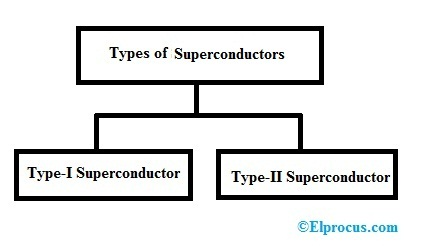 Types of Superconductors
Type-I Superconductor
Type-II Superconductor
©Elprocus.com